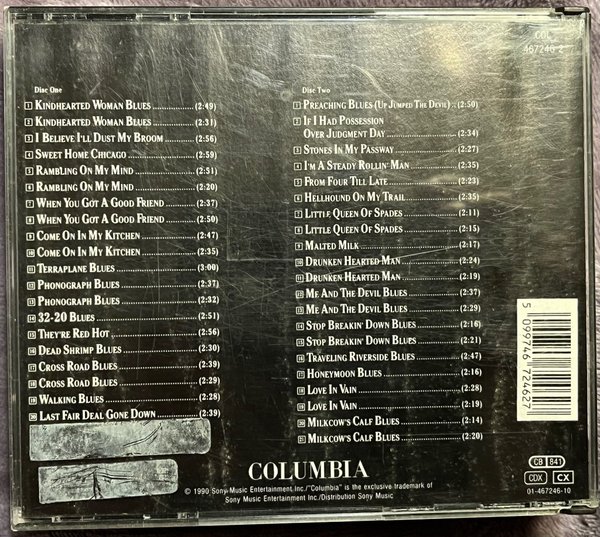 COL
467246 2
Disc One
1 Kindhearted Woman Blues (2:49)
2 Kindhearted Woman Blues (2:31)
3 I Believe I'll Dust My Broom (2:56)
4 Sweet Home Chicago (2:59)
5 Rambling On My Mind (2:51)
6 Rambling On My Mind (2:20)
7 When You Got A Good Friend (2:37)
8 When You Got A Good Friend (2:50)
9 Come On In My Kitchen (2:47)
10 Come On In My Kitchen (2:35)
11 Terraplane Blues (3:00)
12 Phonograph Blues (2:37)
13 Phonograph Blues (2:32)
14 32-20 Blues (2:51)
15 They're Red Hot (2:56)
16 Dead Shrimp Blues (2:30)
17 Cross Road Blues (2:39)
18 Cross Road Blues (2:29)
19 Walking Blues (2:28)
20 Last Fair Deal Gone Down (2:39)
Disc Two
1 Preaching Blues (Up Jumped The Devil) (2:50)
2 If I Had Possession
Over Judgment Day (2:34)
3 Stones In My Passway (2:27)
4 I'm A Steady Rollin' Man (2:35)
5 From Four Till Late (2:23)
6 Hellhound On My Trail (2:35)
7 Little Queen Of Spades (2:11)
8 Little Queen Of Spades (2:15)
9 Malted Milk (2:17)
10 Drunken Hearted Man (2:24)
11 Drunken Hearted Man (2:19)
12 Me And The Devil Blues (2:37)
13 Me And The Devil Blues (2:29)
14 Stop Breakin' Down Blues (2:16)
15 Stop Breakin' Down Blues (2:21)
16 Traveling Riverside Blues (2:47)
17 Honeymoon Blues (2:16)
18 Love In Vain (2:28)
19 Love In Vain (2:19)
20 Milkcow's Calf Blues (2:14)
21 Milkcow's Calf Blues (2:20)
5 099746 724627
COLUMBIA
© 1990 Sony Music Entertainment, Inc./"Columbia" is the exclusive trademark of
Sony Music Entertainment Inc./Distribution Sony Music
CB 841
CDX CX
01-467246-10